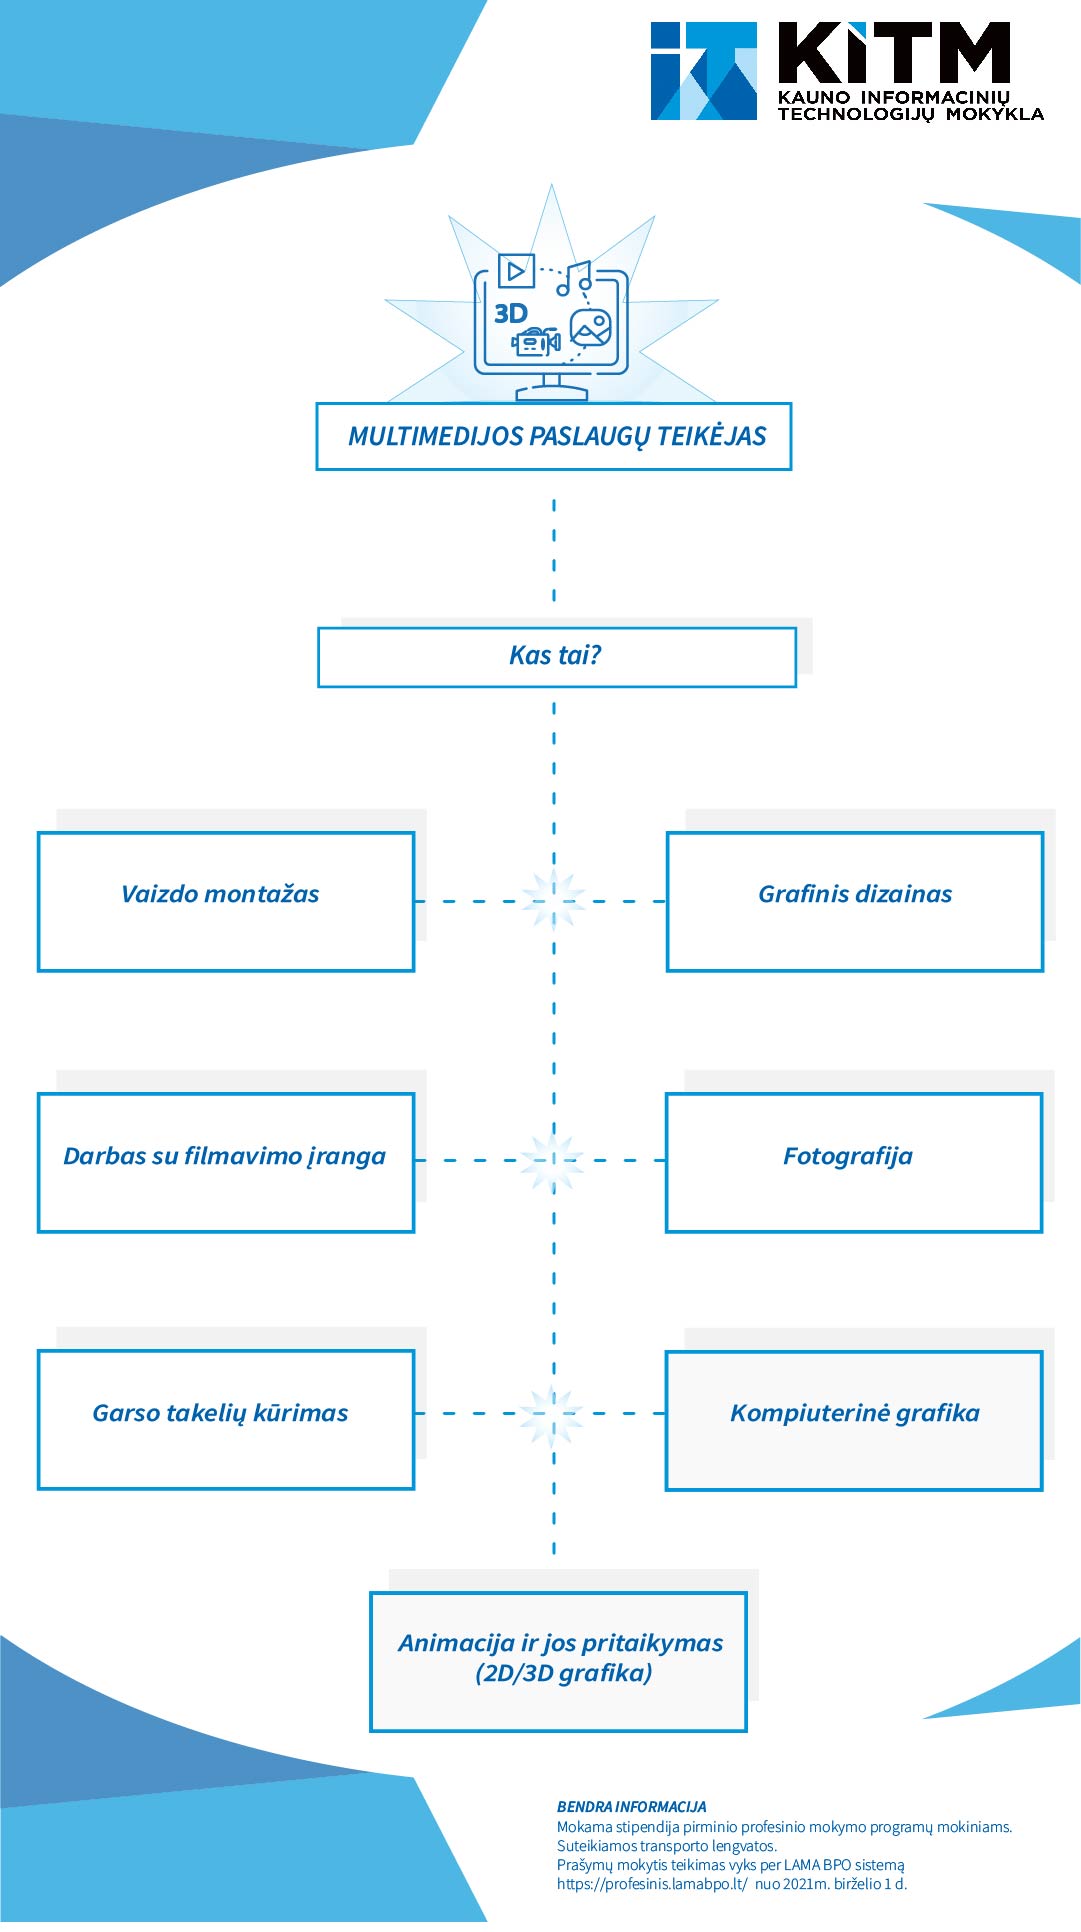 KiTM
KAUNO INFORMACINIŲ
TECHNOLOGIJŲ MOKYKLA
3D
MULTIMEDIJOS PASLAUGŲ TEIKĖJAS
Kas tai?
Vaizdo montažas
Grafinis dizainas
Darbas su filmavimo įranga
Fotografija
Garso takelių kūrimas
Kompiuterinė grafika
Animacija ir jos pritaikymas
(2D/3D grafika)
BENDRA INFORMACIJA
Mokama stipendija pirminio profesinio mokymo programų mokiniams.
Suteikiamos transporto lengvatos.
Prašymų mokytis teikimas vyks per LAMA BPO sistemą
https://profesinis.lamabpo.lt/ nuo 2021m. birželio 1 d.